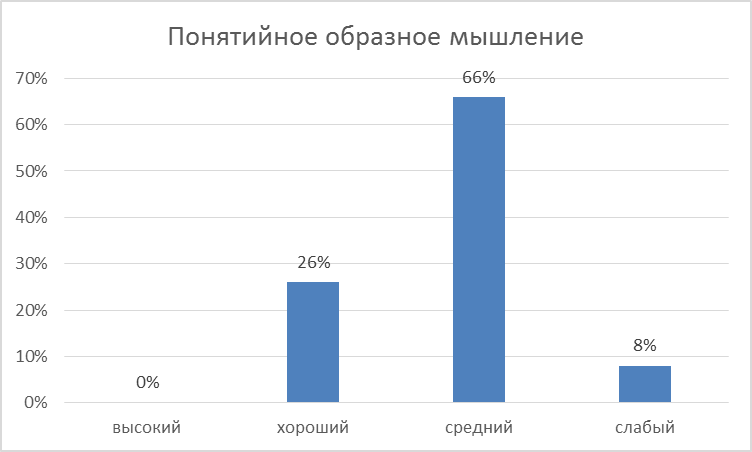 Понятийное образное мышление
70%
60%
50%
40%
30%
20%
10%
0%
0%
26%
66%
8%
высокий
хороший
средний
слабый